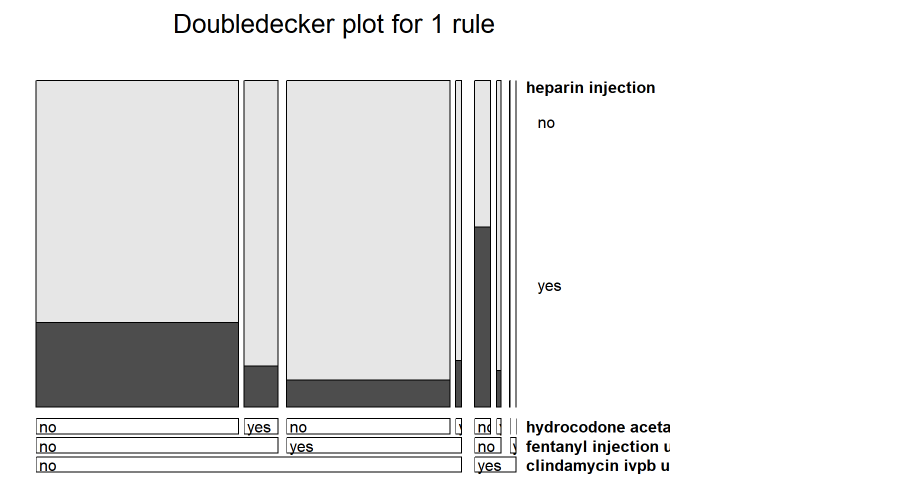 Doubledecker plot for 1 rule
heparin injection
no
yes
no yes no no hydrocodone aceta
no yes no fentanyl injection u
no yes clindamycin ivpb u